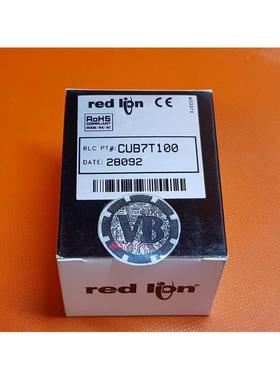 red lion CE
RoHS
COMPLIANT
RLC PT#: CUB7T100
DATE: 28092
VB
red lion